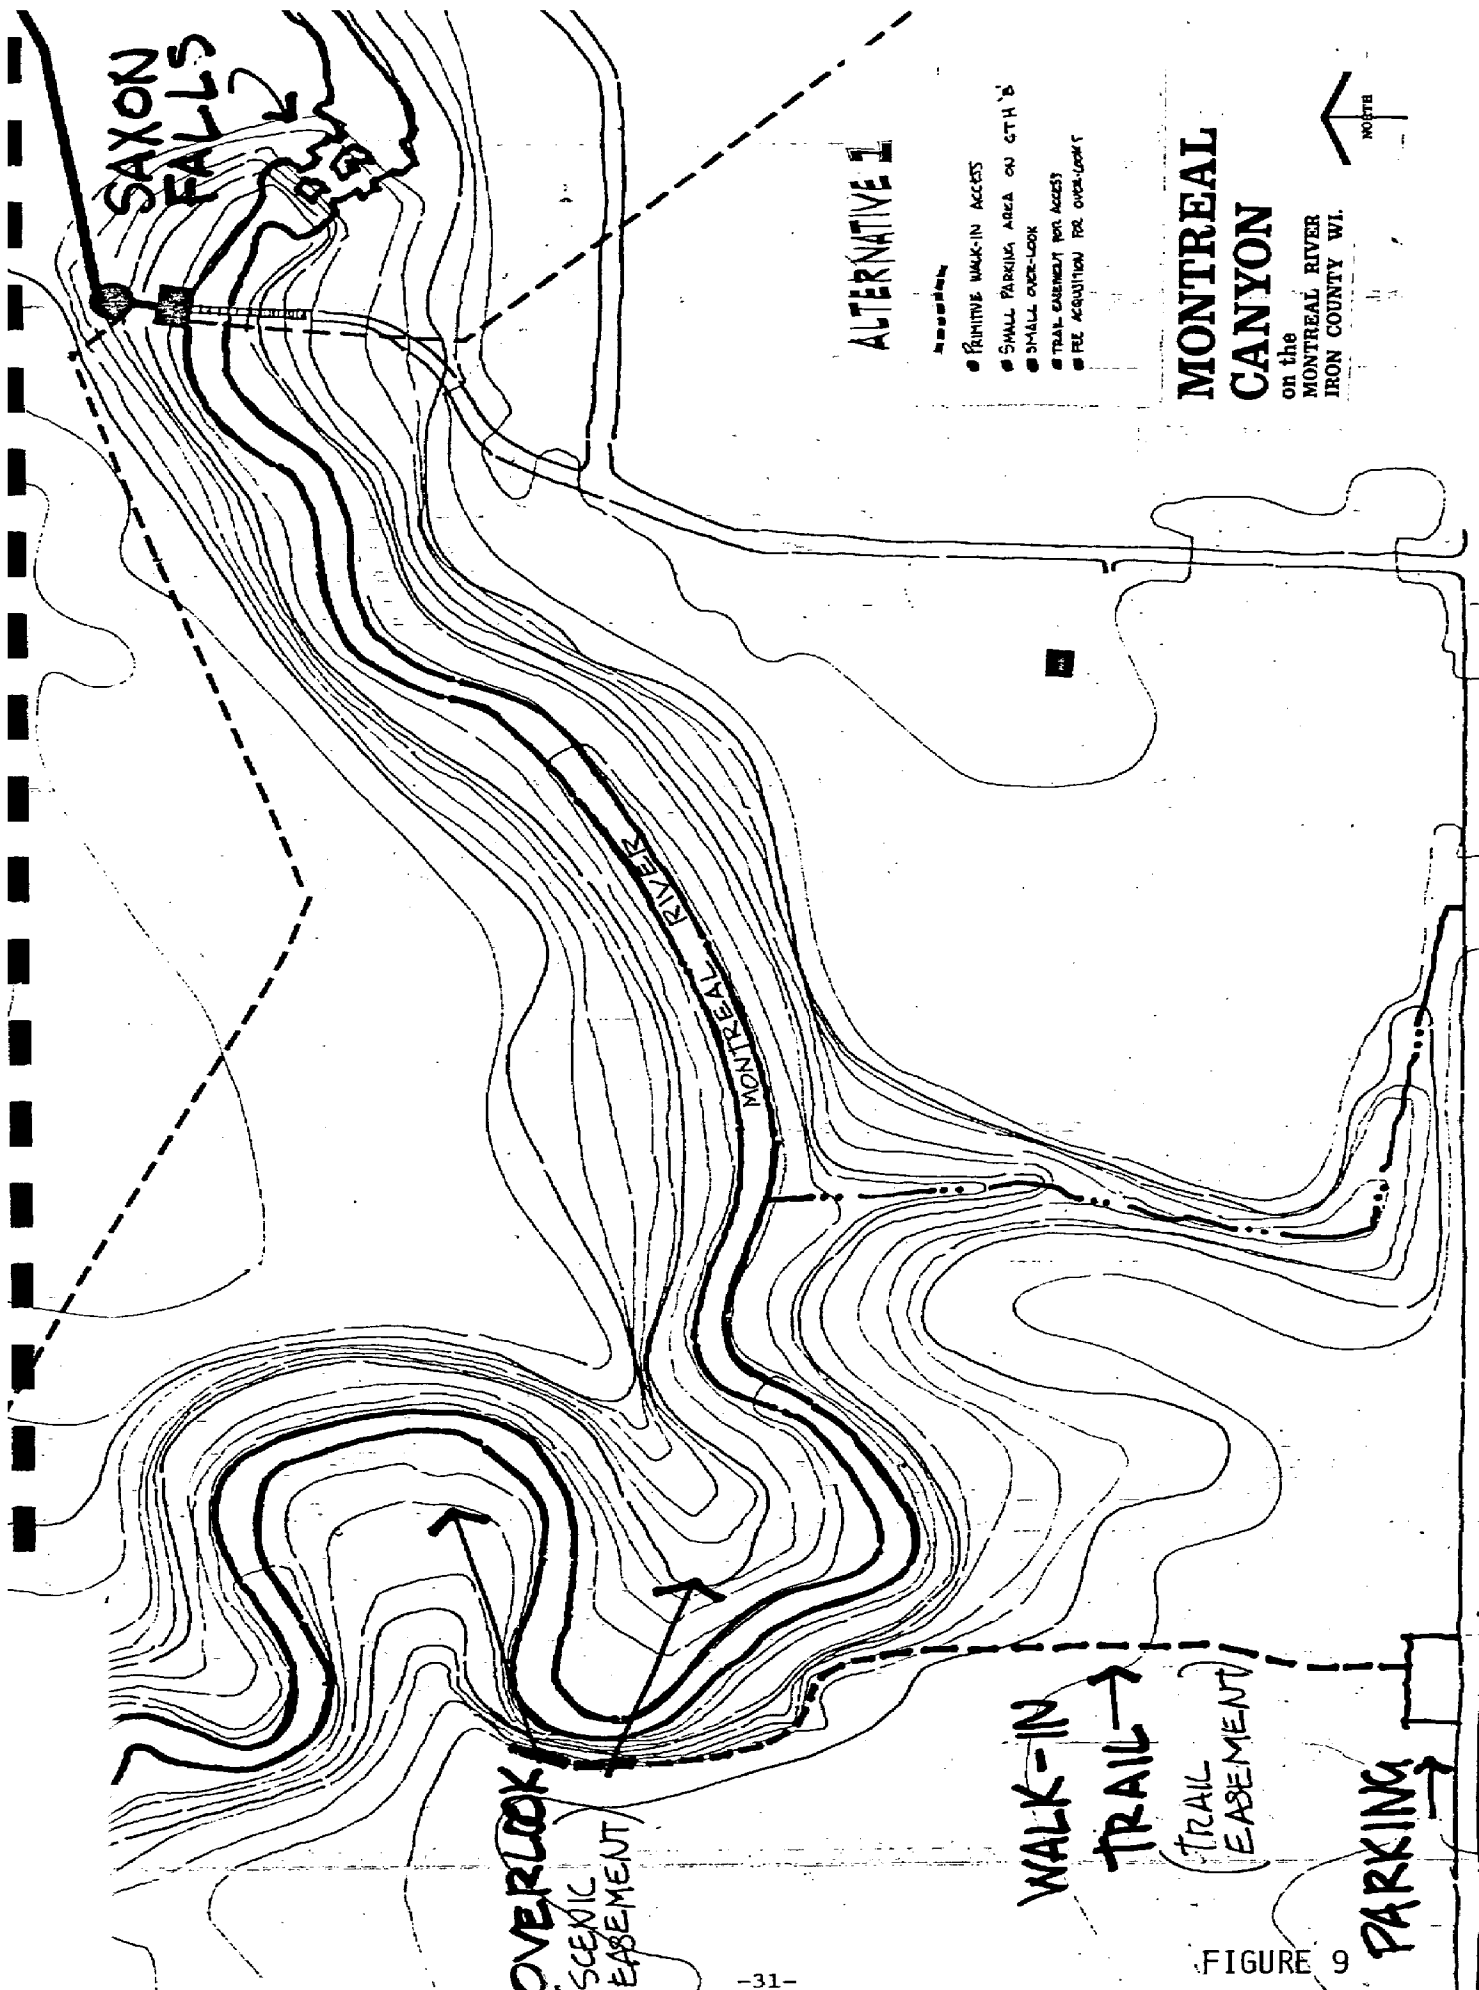 SAXON
FALLS
ALTERNATIVE 1
PRIMITIVE WALK-IN ACCESS
SMALL PARKING AREA ON CTH 'B'
SMALL OVER-LOOK
TRAIL EASEMENT FOR ACCESS
FEE ACQUISITION FOR OVER-LOOK
MONTREAL
CANYON
on the
MONTREAL RIVER
IRON COUNTY WI.
NORTH
MONTREAL RIVER
OVERLOOK
(SCENIC
EASEMENT)
WALK-IN
TRAIL
(TRAIL
EASEMENT)
PARKING
FIGURE 9
-31-